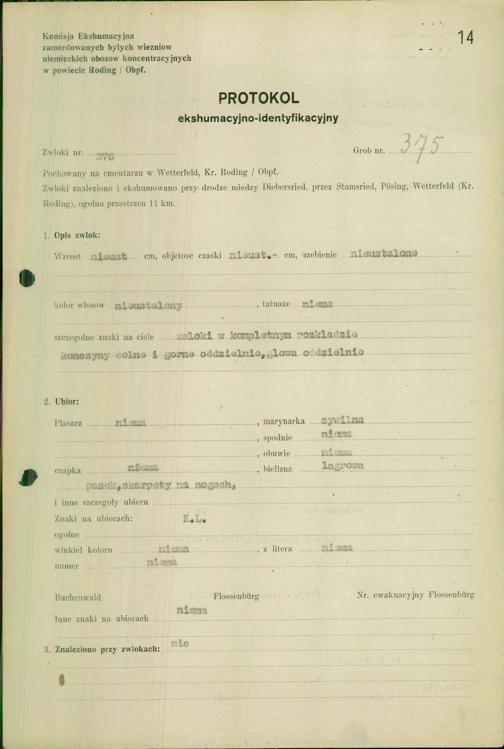 14
Komisja Ekshumacyjna
zamordowanych byłych wiezniow
niemieckich obozow koncentracyjnych
w powiecie Roding / Obpf.
PROTOKOL
ekshumacyjno-identyfikacyjny
Zwloki nr. 375 Grob nr. 375
Pochowany na cmentarzu w Wetterfeld, Kr. Roding / Obpf.
Zwloki znaleziono i ekshumowano przy drodze miedzy Diebersried, przez Stamsried, Pösing, Wetterfeld (Kr.
Roding), ogolna przestrzen 11 km.
1. Opis zwlok:
Wzrost nieust cm, objetosc czaski nieust.- cm, uzebienie nieustalone
kolor wlosow nieustalony , tatuaze niema
szczegolne znaki na ciele zwloki w kompletnym rozkladzie
konczyny dolne i gorne oddzielnie,glowa oddzielnie
2. Ubior:
Plaszcz niema , marynarka cywilna
, spodnie niema
, obuwie niema
czapka niema , bielizna lagrowa
pasek,skarpety na nogach,
i inne szczegoly ubioru
Znaki na ubiorach: K.L.
ogolne
winkiel koloru niema , z litera niema
numer niema
Buchenwald Flossenbürg Nr. ewakuacyjny Flossenbürg
Inne znaki na ubiorach niema
3. Znaleziono przy zwlokach: nic